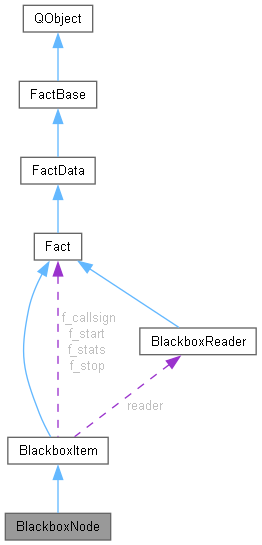 QObject
FactBase
FactData
Fact
f_callsign
f_start
f_stats
f_stop
BlackboxReader
reader
BlackboxItem
BlackboxNode